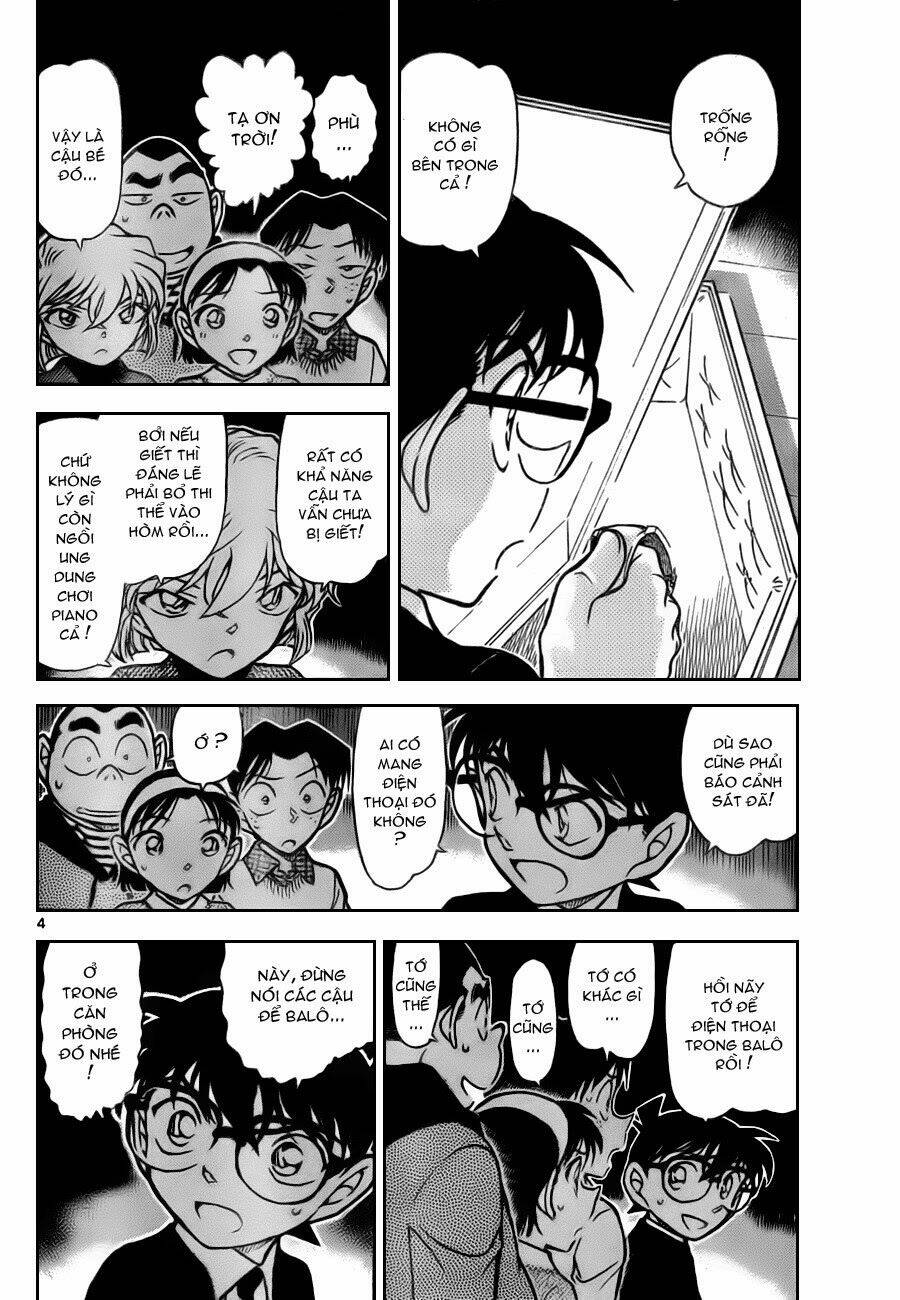 TRỐNG
RỖNG
!
KHÔNG
CÓ GÌ
BÊN TRONG
CẢ!
PHÙ
...
TẠ ƠN
TRỜI!
VẬY LÀ
CẬU BÉ
ĐÓ...
RẤT CÓ
KHẢ NĂNG
CẬU TA
VẪN CHƯA
BỊ GIẾT!
BỞI NẾU
GIẾT THÌ
ĐÁNG LẼ
PHẢI BỎ THI
THỂ VÀO
HÒM RỒI...
CHỨ
KHÔNG
LÝ GÌ
CÒN
NGỒI
UNG
DUNG
CHƠI
PIANO
CẢ!
DÙ SAO
CŨNG PHẢI
BÁO CẢNH
SÁT ĐÃ!
AI CÓ
MANG
ĐIỆN
THOẠI ĐÓ
KHÔNG
?
Ớ?
4
HỒI NÃY
TỚ ĐỂ
ĐIỆN THOẠI
TRONG BALÔ
RỒI!
TỚ CÓ
KHÁC GÌ
...
TỚ
CŨNG
...
TỚ
CŨNG
THẾ
...
NÀY, ĐỪNG
NÓI CÁC CẬU
ĐỂ BALÔ...
Ở
TRONG
CĂN
PHÒNG
ĐÓ NHÉ
!